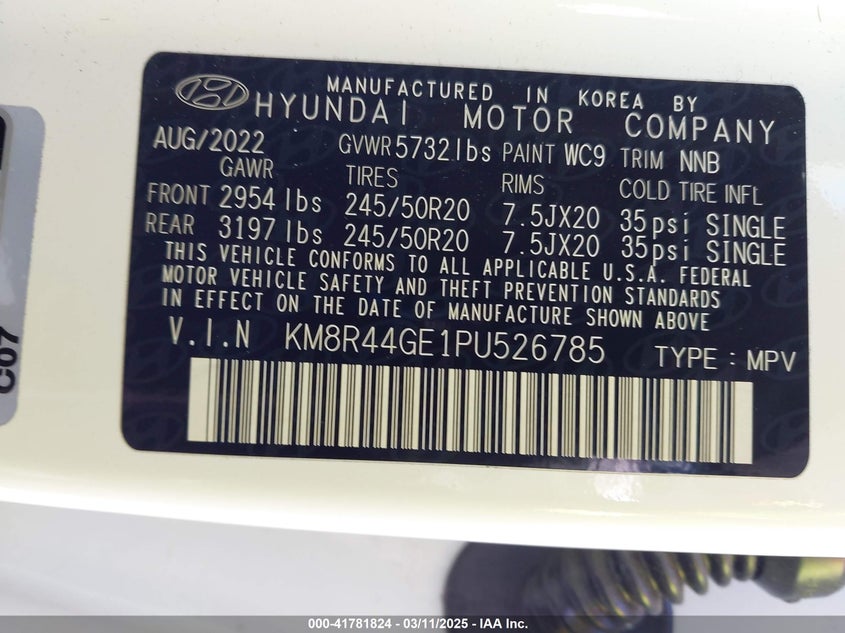 MANUFACTURED IN KOREA BY
HYUNDAI MOTOR COMPANY
AUG/2022 GVWR 5732 lbs PAINT WC9 TRIM NNB
GAWR TIRES RIMS COLD TIRE INFL
FRONT 2954 lbs 245/50R20 7.5JX20 35psi SINGLE
REAR 3197 lbs 245/50R20 7.5JX20 35psi SINGLE
THIS VEHICLE CONFORMS TO ALL APPLICABLE U.S.A. FEDERAL
MOTOR VEHICLE SAFETY AND THEFT PREVENTION STANDARDS
IN EFFECT ON THE DATE OF MANUFACTURE SHOWN ABOVE
V.I.N KM8R44GE1PU526785 TYPE : MPV
C07
000-41781824 / 03/11/2025 - IAA Inc.